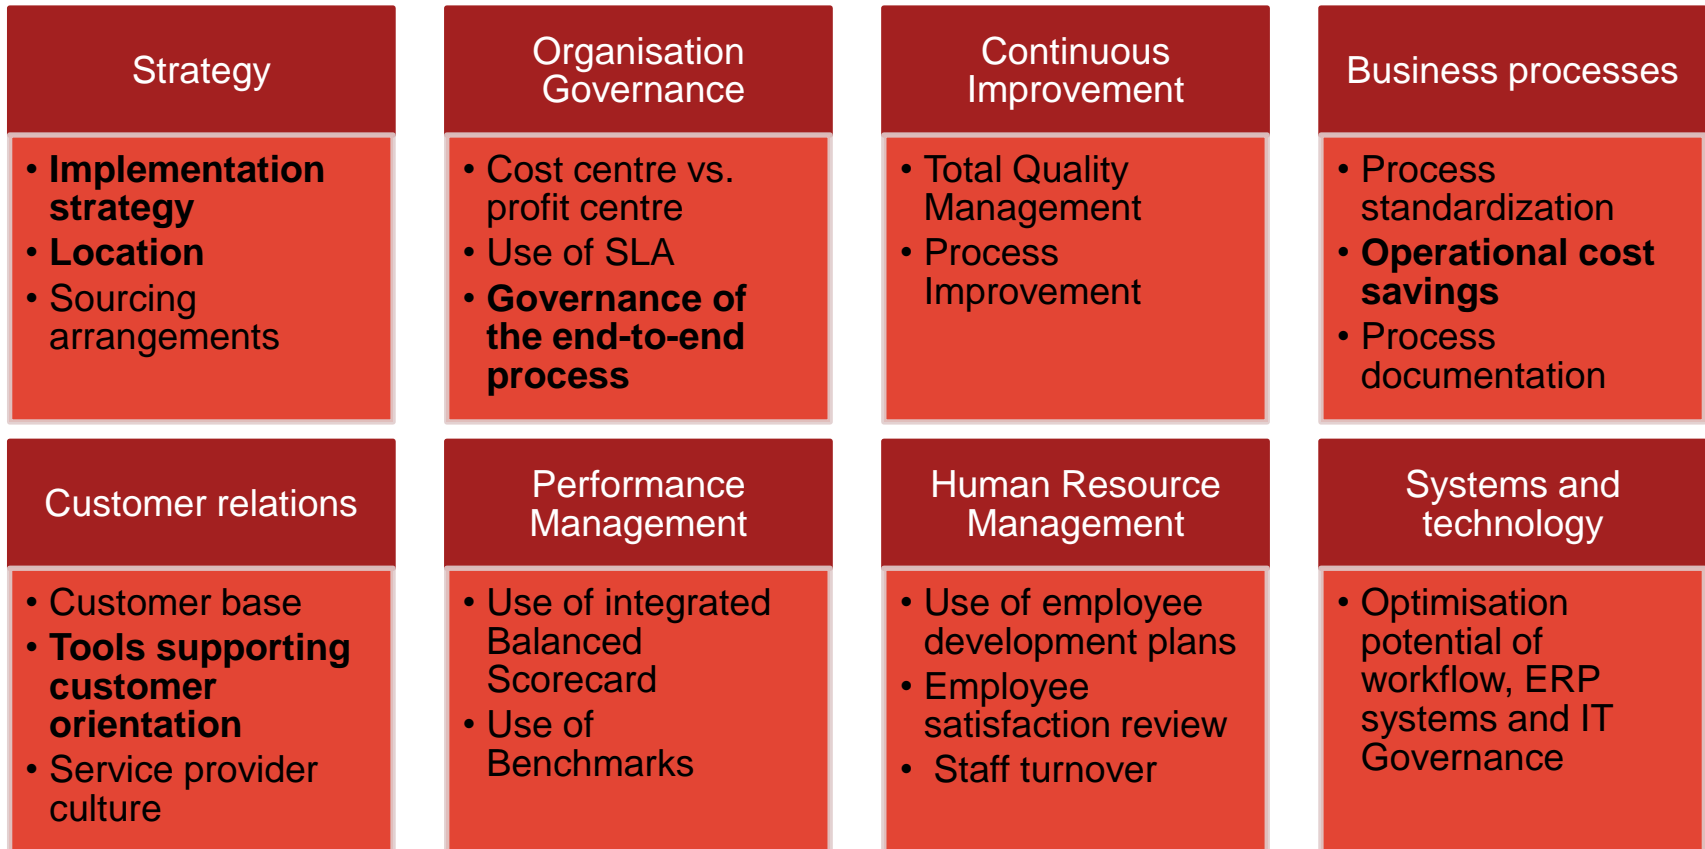 Strategy
• Implementation
strategy
• Location
• Sourcing
arrangements
Organisation
Governance
• Cost centre vs.
profit centre
• Use of SLA
• Governance of
the end-to-end
process
Continuous
Improvement
• Total Quality
Management
• Process
Improvement
Business processes
• Process
standardization
• Operational cost
savings
• Process
documentation
Customer relations
• Customer base
• Tools supporting
customer
orientation
• Service provider
culture
Performance
Management
• Use of integrated
Balanced
Scorecard
• Use of
Benchmarks
Human Resource
Management
• Use of employee
development plans
• Employee
satisfaction review
• Staff turnover
Systems and
technology
• Optimisation
potential of
workflow, ERP
systems and IT
Governance